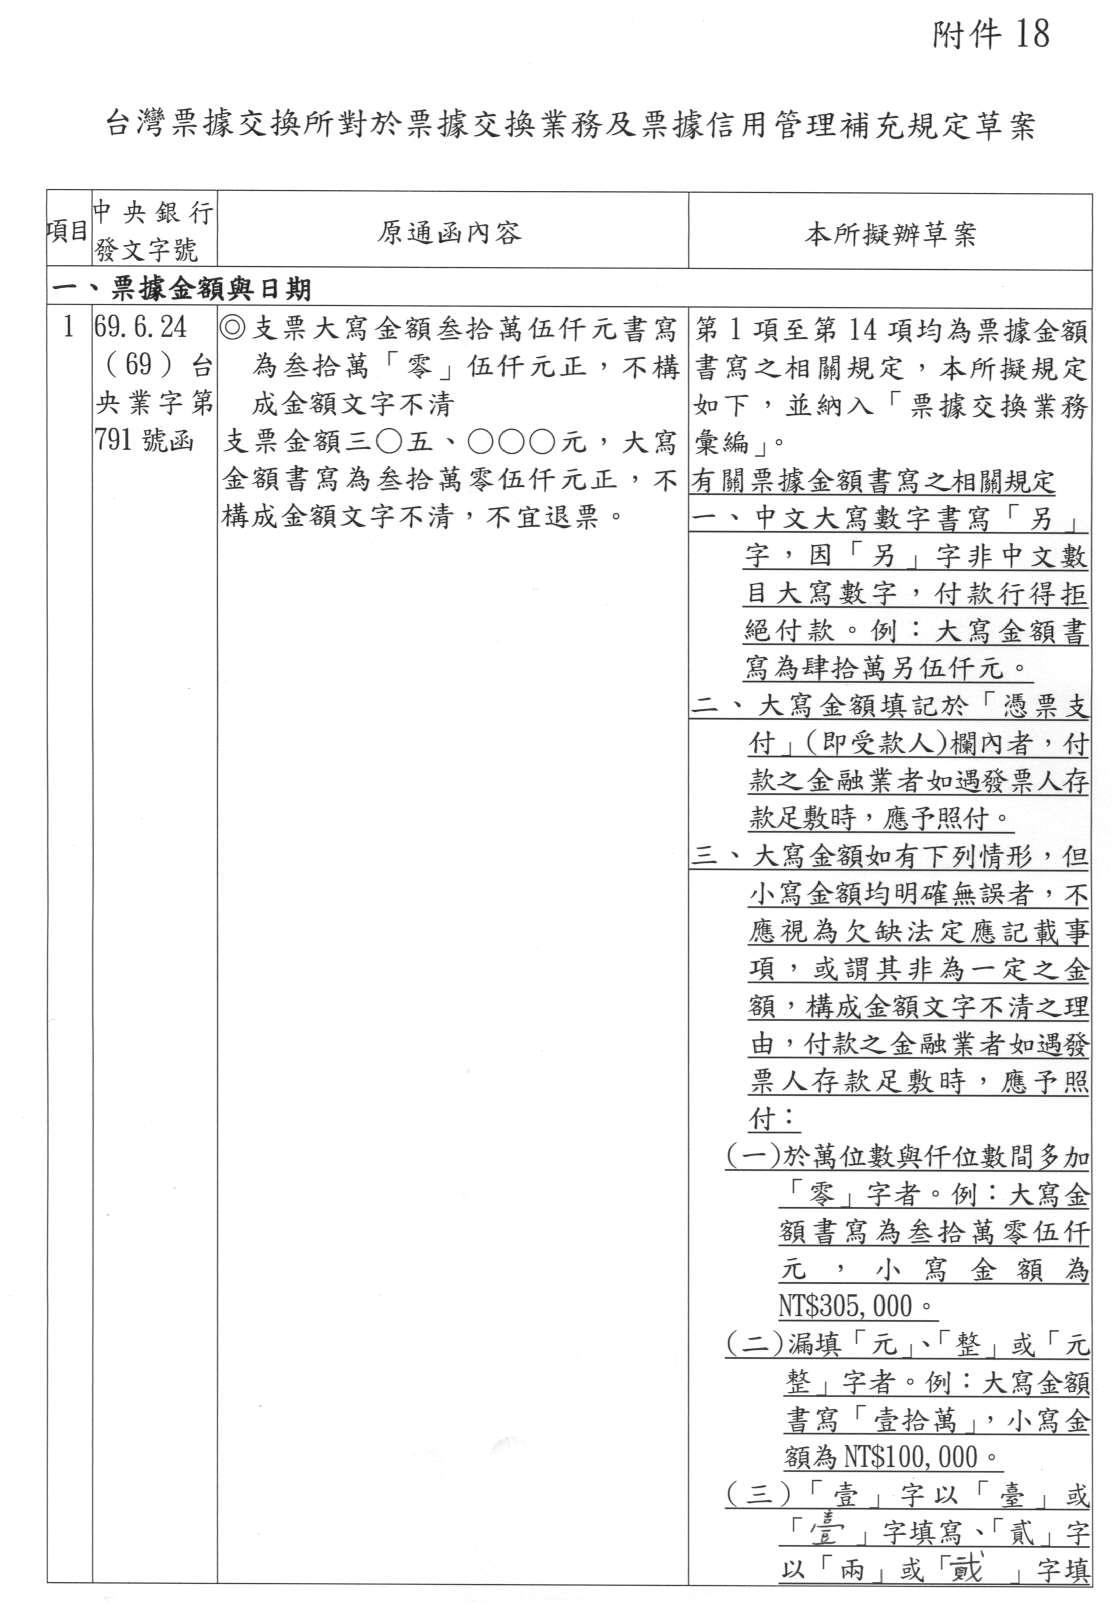 附件 18
台灣票據交換所對於票據交換業務及票據信用管理補充規定草案
項目
中央銀行
發文字號
原通函內容
本所擬辦草案
一、票據金額與日期
1
69.6.24
（69）台
央業字第
791 號函
◎支票大寫金額叁拾萬伍仟元書寫
為叁拾萬「零」伍仟元正，不構
成金額文字不清
支票金額三○五、○○○元，大寫
金額書寫為叁拾萬零伍仟元正，不
構成金額文字不清，不宜退票。
第 1 項至第 14 項均為票據金額
書寫之相關規定，本所擬規定
如下，並納入「票據交換業務
彙編」。
有關票據金額書寫之相關規定
一、中文大寫數字書寫「另」
字，因「另」字非中文數
目大寫數字，付款行得拒
絕付款。例：大寫金額書
寫為肆拾萬另伍仟元。
二、大寫金額填記於「憑票支
付」(即受款人)欄內者，付
款之金融業者如遇發票人存
款足敷時，應予照付。
三、大寫金額如有下列情形，但
小寫金額均明確無誤者，不
應視為欠缺法定應記載事
項，或謂其非為一定之金
額，構成金額文字不清之理
由，付款之金融業者如遇發
票人存款足敷時，應予照
付：
(一)於萬位數與仟位數間多加
「零」字者。例：大寫金
額書寫為叁拾萬零伍仟
元，小寫金額為
NT$305,000。
(二)漏填「元」、「整」或「元
整」字者。例：大寫金額
書寫「壹拾萬」，小寫金
額為 NT$100,000。
(三)「壹」字以「臺」或
「」字填寫、「貳」字
以「兩」或「」字填